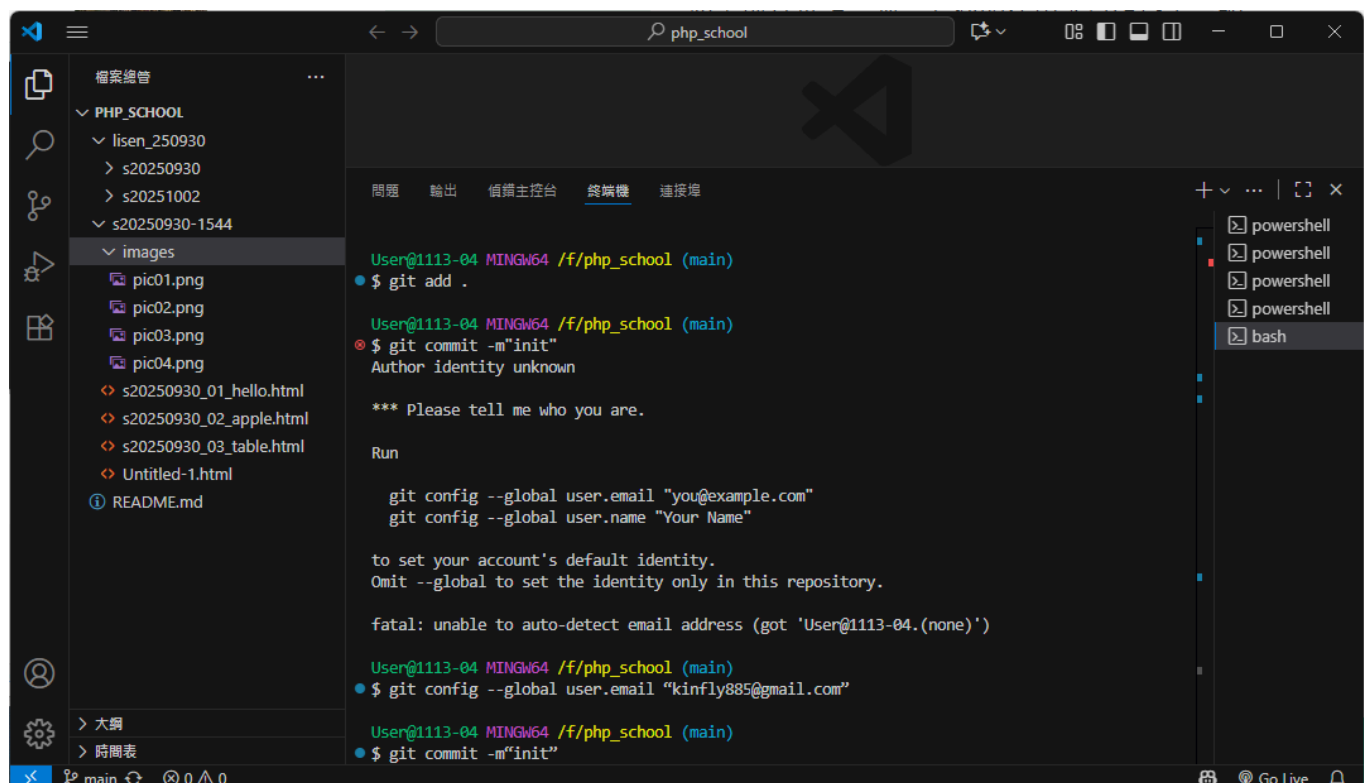 php_school
檔案總管
PHP_SCHOOL
lisen_250930
s20250930
s20251002
s20250930-1544
images
pic01.png
pic02.png
pic03.png
pic04.png
s20250930_01_hello.html
s20250930_02_apple.html
s20250930_03_table.html
Untitled-1.html
README.md
大綱
時間表
問題 輸出 偵錯主控台 終端機 連接埠
User@1113-04 MINGW64 /f/php_school (main)
$ git add .
User@1113-04 MINGW64 /f/php_school (main)
$ git commit -m"init"
Author identity unknown
*** Please tell me who you are.
Run
git config --global user.email "you@example.com"
git config --global user.name "Your Name"
to set your account's default identity.
Omit --global to set the identity only in this repository.
fatal: unable to auto-detect email address (got 'User@1113-04.(none)')
User@1113-04 MINGW64 /f/php_school (main)
$ git config --global user.email “kinfly885@gmail.com”
User@1113-04 MINGW64 /f/php_school (main)
$ git commit -m“init”
powershell
powershell
powershell
powershell
bash
main 0 0 Go Live